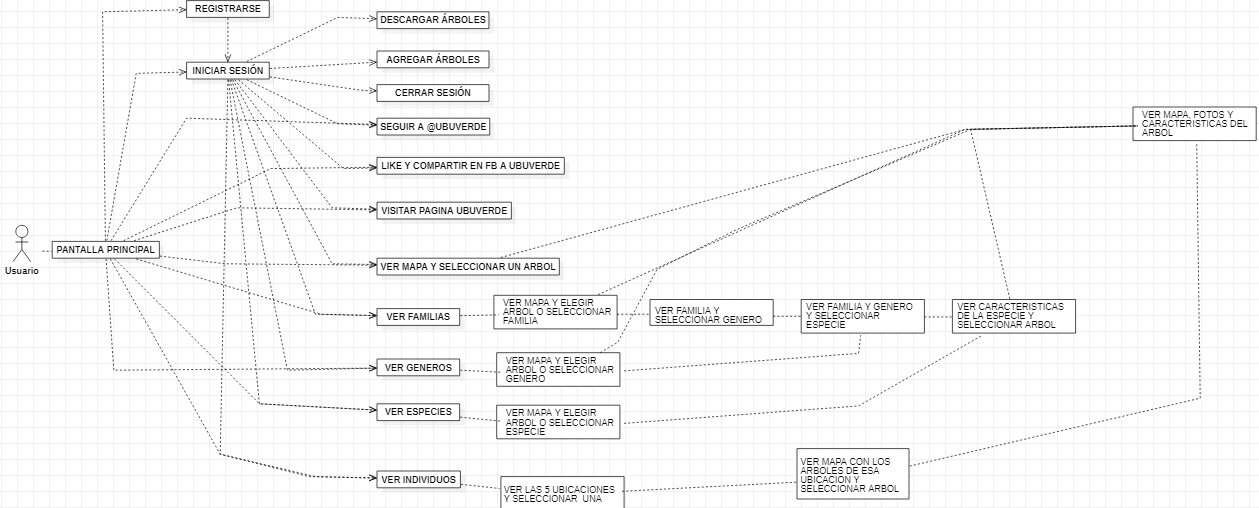 REGISTRARSE
DESCARGAR ÁRBOLES
AGREGAR ÁRBOLES
INICIAR SESIÓN
CERRAR SESIÓN
SEGUIR A @UBUVERDE
VER MAPA, FOTOS Y
CARACTERISTICAS DEL
ARBOL
LIKE Y COMPARTIR EN FB A UBUVERDE
VISITAR PAGINA UBUVERDE
PANTALLA PRINCIPAL
Usuario
VER MAPA Y SELECCIONAR UN ARBOL
VER FAMILIAS
VER MAPA Y ELEGIR
ARBOL O SELECCIONAR
FAMILIA
VER FAMILIA Y
SELECCIONAR GENERO
VER FAMILIA Y GENERO
Y SELECCIONAR
ESPECIE
VER CARACTERISTICAS
DE LA ESPECIE Y
SELECCIONAR ARBOL
VER GENEROS
VER MAPA Y ELEGIR
ARBOL O SELECCIONAR
GENERO
VER ESPECIES
VER MAPA Y ELEGIR
ARBOL O SELECCIONAR
ESPECIE
VER INDIVIDUOS
VER LAS 5 UBICACIONES
Y SELECCIONAR UNA
VER MAPA CON LOS
ARBOLES DE ESA
UBICACION Y
SELECCIONAR ARBOL